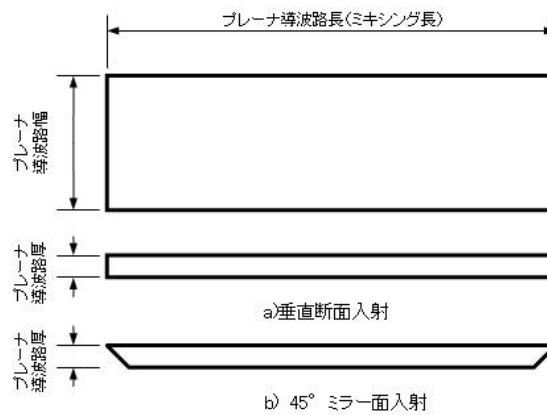 プレーナ導波路長(ミキシング長)
プレーナ
導波路幅
プレーナ
導波路厚
a)垂直断面入射
プレーナ
導波路厚
b) 45° ミラー面入射